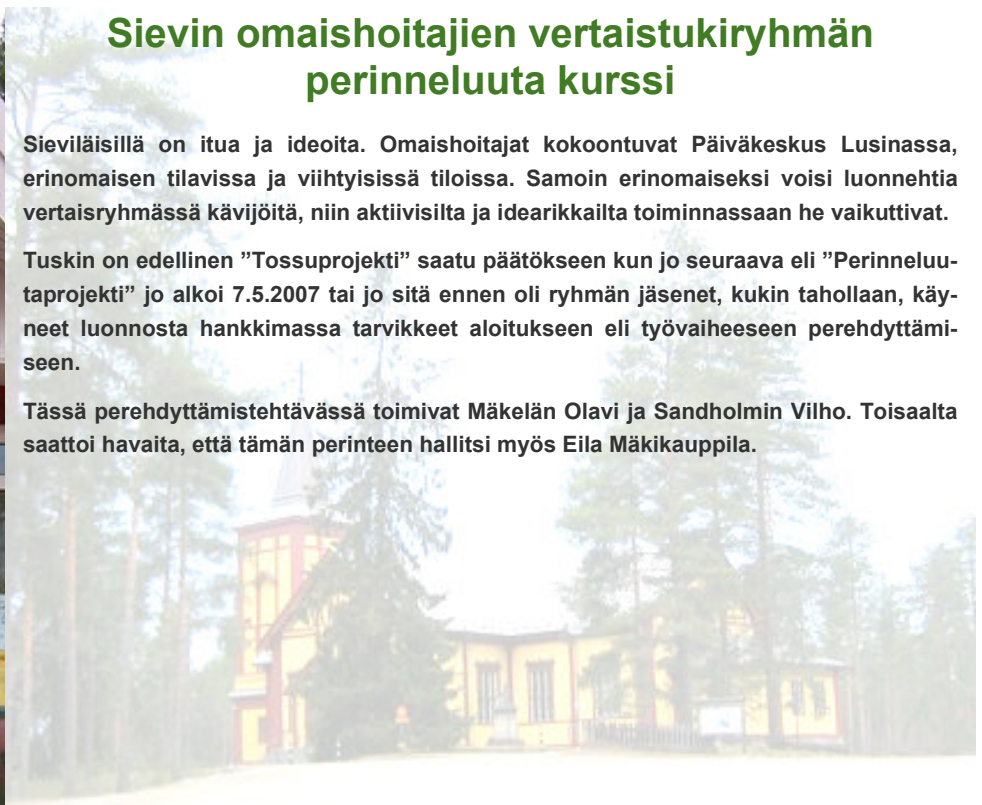 Sievin omaishoitajien vertaistukiryhmän
perinneluuta kurssi
Sieviläisillä on itua ja ideoita. Omaishoitajat kokoontuvat Päiväkeskus Lusinassa,
erinomaisen tilavissa ja viihtyisissä tiloissa. Samoin erinomaiseksi voisi luonnehtia
vertaisryhmässä kävijöitä, niin aktiivisilta ja idearikkailta toiminnassaan he vaikuttivat.
Tuskin on edellinen ”Tossuprojekti” saatu päätökseen kun jo seuraava eli ”Perinneluu-
taprojekti” jo alkoi 7.5.2007 tai jo sitä ennen oli ryhmän jäsenet, kukin tahollaan, käy-
neet luonnosta hankkimassa tarvikkeet aloitukseen eli työvaiheeseen perehdyttämi-
seen.
Tässä perehdyttämistehtävässä toimivat Mäkelän Olavi ja Sandholmin Vilho. Toisaalta
saattoi havaita, että tämän perinteen hallitsi myös Eila Mäkikauppila.